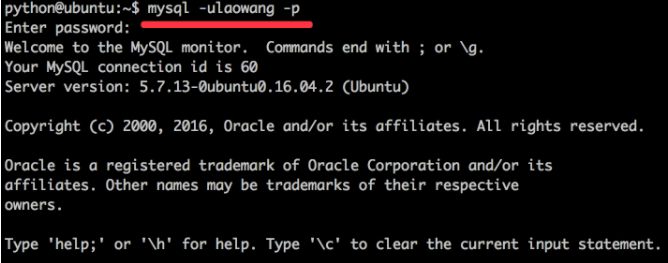 python@ubuntu:~$ mysql -ulaowang -p
Enter password:
Welcome to the MySQL monitor.  Commands end with ; or \g.
Your MySQL connection id is 60
Server version: 5.7.13-0ubuntu0.16.04.2 (Ubuntu)
Copyright (c) 2000, 2016, Oracle and/or its affiliates. All rights reserved.
Oracle is a registered trademark of Oracle Corporation and/or its
affiliates. Other names may be trademarks of their respective
owners.
Type 'help;' or '\h' for help. Type '\c' to clear the current input statement.